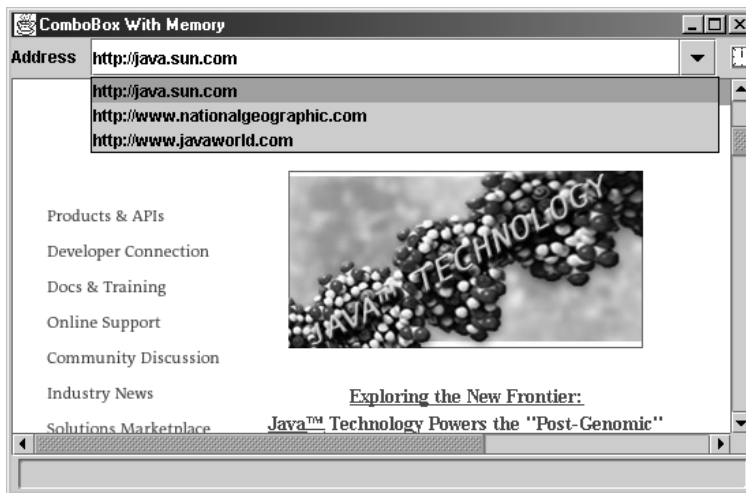 ComboBox With Memory
Address http://java.sun.com
http://java.sun.com
http://www.nationalgeographic.com
http://www.javaworld.com
JAVA™ TECHNOLOGY
Products & APIs
Developer Connection
Docs & Training
Online Support
Community Discussion
Industry News
Solutions Marketplace
Exploring the New Frontier:
Java™ Technology Powers the "Post-Genomic"